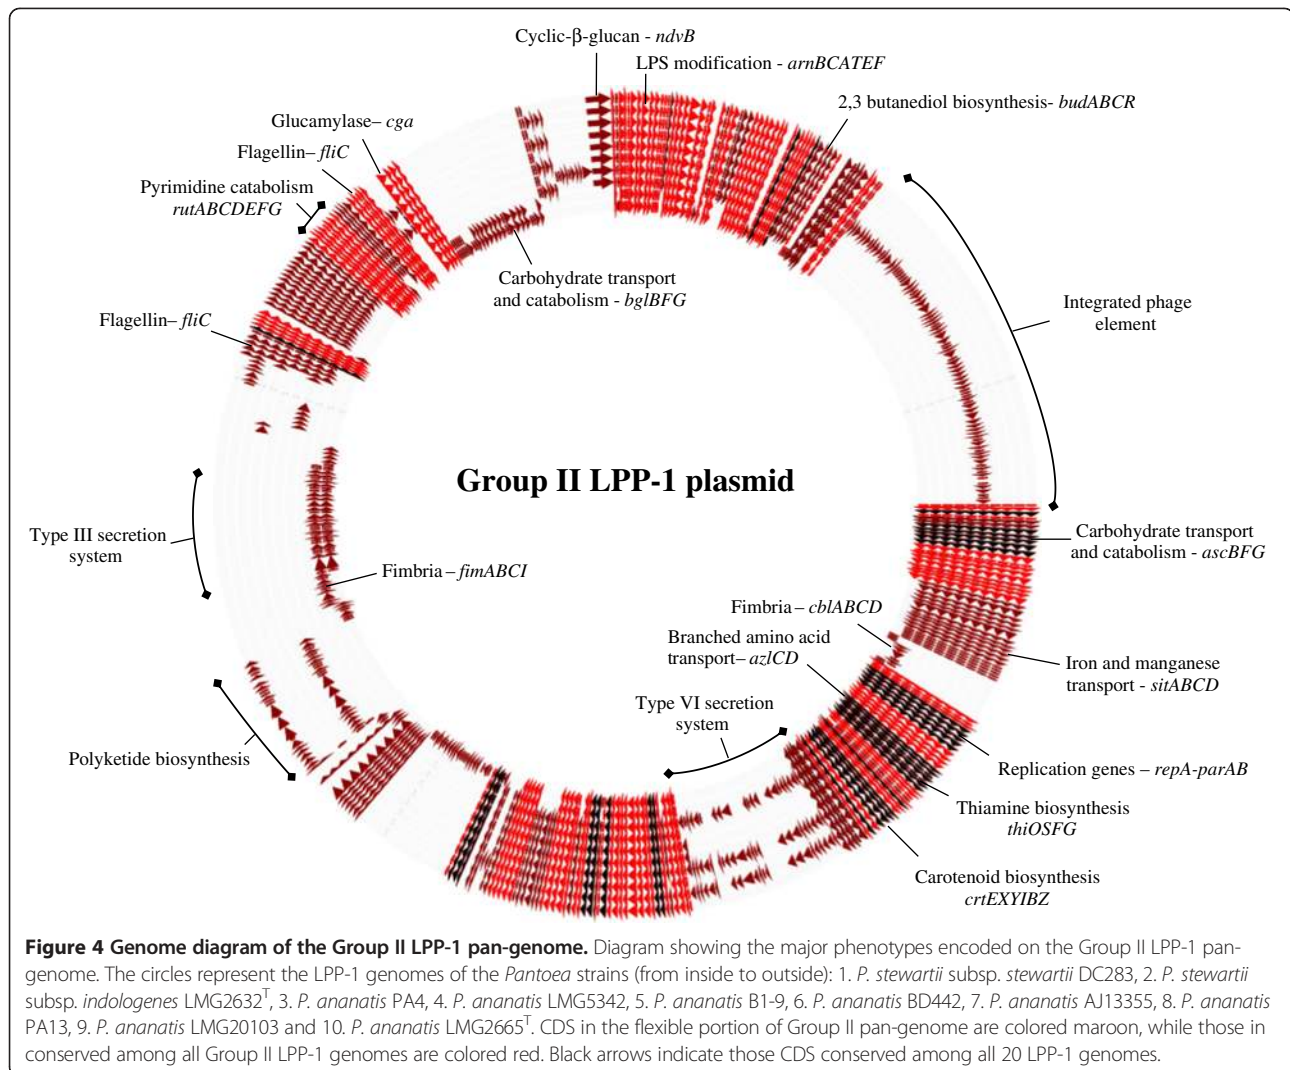 Cyclic-β-glucan - ndvB
LPS modification - arnBCATEF
2,3 butanediol biosynthesis- budABCR
Glucamylase– cga
Flagellin– fliC
Pyrimidine catabolism
rutABCDEFG
Carbohydrate transport
and catabolism - bglBFG
Integrated phage
element
Flagellin– fliC
Group II LPP-1 plasmid
Type III secretion
system
Carbohydrate transport
and catabolism - ascBFG
Fimbria – fimABCI
Fimbria – cblABCD
Branched amino acid
transport– azlCD
Iron and manganese
transport - sitABCD
Type VI secretion
system
Polyketide biosynthesis
Replication genes – repA-parAB
Thiamine biosynthesis
thiOSFG
Carotenoid biosynthesis
crtEXYIBZ
Figure 4 Genome diagram of the Group II LPP-1 pan-genome. Diagram showing the major phenotypes encoded on the Group II LPP-1 pan-
genome. The circles represent the LPP-1 genomes of the Pantoea strains (from inside to outside): 1. P. stewartii subsp. stewartii DC283, 2. P. stewartii
subsp. indologenes LMG2632ᵀ, 3. P. ananatis PA4, 4. P. ananatis LMG5342, 5. P. ananatis B1-9, 6. P. ananatis BD442, 7. P. ananatis AJ13355, 8. P. ananatis
PA13, 9. P. ananatis LMG20103 and 10. P. ananatis LMG2665ᵀ. CDS in the flexible portion of Group II pan-genome are colored maroon, while those in
conserved among all Group II LPP-1 genomes are colored red. Black arrows indicate those CDS conserved among all 20 LPP-1 genomes.